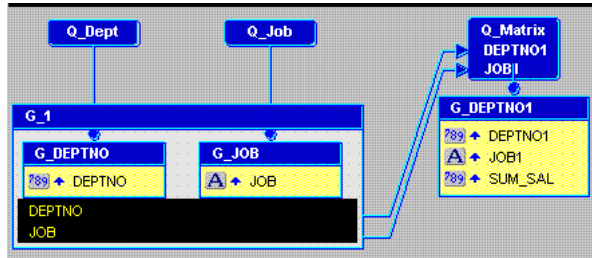 Q_Dept
Q_Job
Q_Matrix
DEPTNO1
JOB1
G_1
G_DEPTNO
789 DEPTNO
G_JOB
A JOB
DEPTNO
JOB
G_DEPTNO1
789 DEPTNO1
A JOB1
789 SUM_SAL